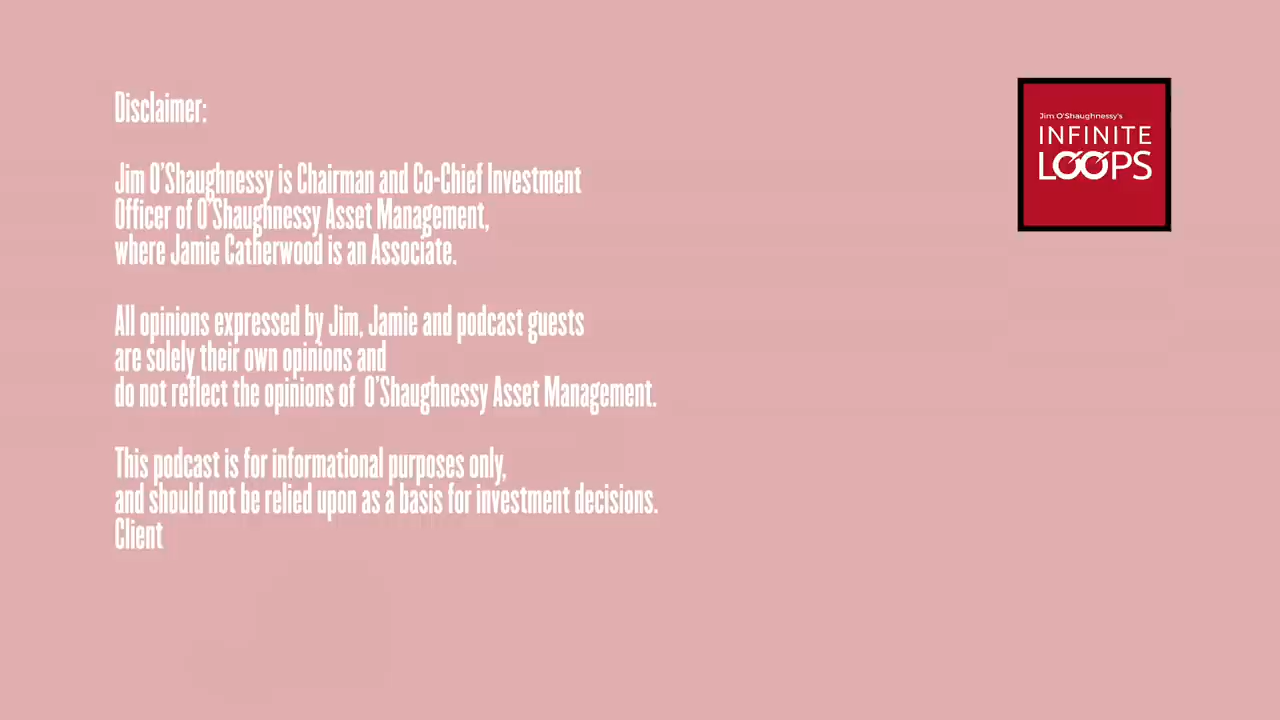 Disclaimer:
Jim O'Shaughnessy is Chairman and Co-Chief Investment
Officer of O'Shaughnessy Asset Management,
where Jamie Catherwood is an Associate.
All opinions expressed by Jim, Jamie and podcast guests
are solely their own opinions and
do not reflect the opinions of  O'Shaughnessy Asset Management.
This podcast is for informational purposes only,
and should not be relied upon as a basis for investment decisions.
Client
Jim O'Shaughnessy's
INFINITE
LOOPS